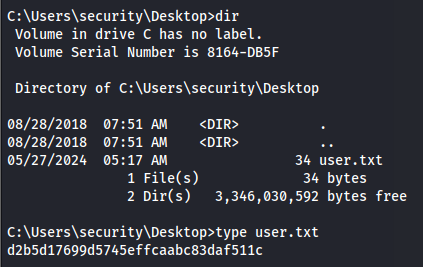 C:\Users\security\Desktop>dir
 Volume in drive C has no label.
 Volume Serial Number is 8164-DB5F

 Directory of C:\Users\security\Desktop

08/28/2018  07:51 AM    <DIR>          .
08/28/2018  07:51 AM    <DIR>          ..
05/27/2024  05:17 AM                34 user.txt
               1 File(s)             34 bytes
               2 Dir(s)   3,346,030,592 bytes free

C:\Users\security\Desktop>type user.txt
d2b5d17699d5745effcaabc83daf511c